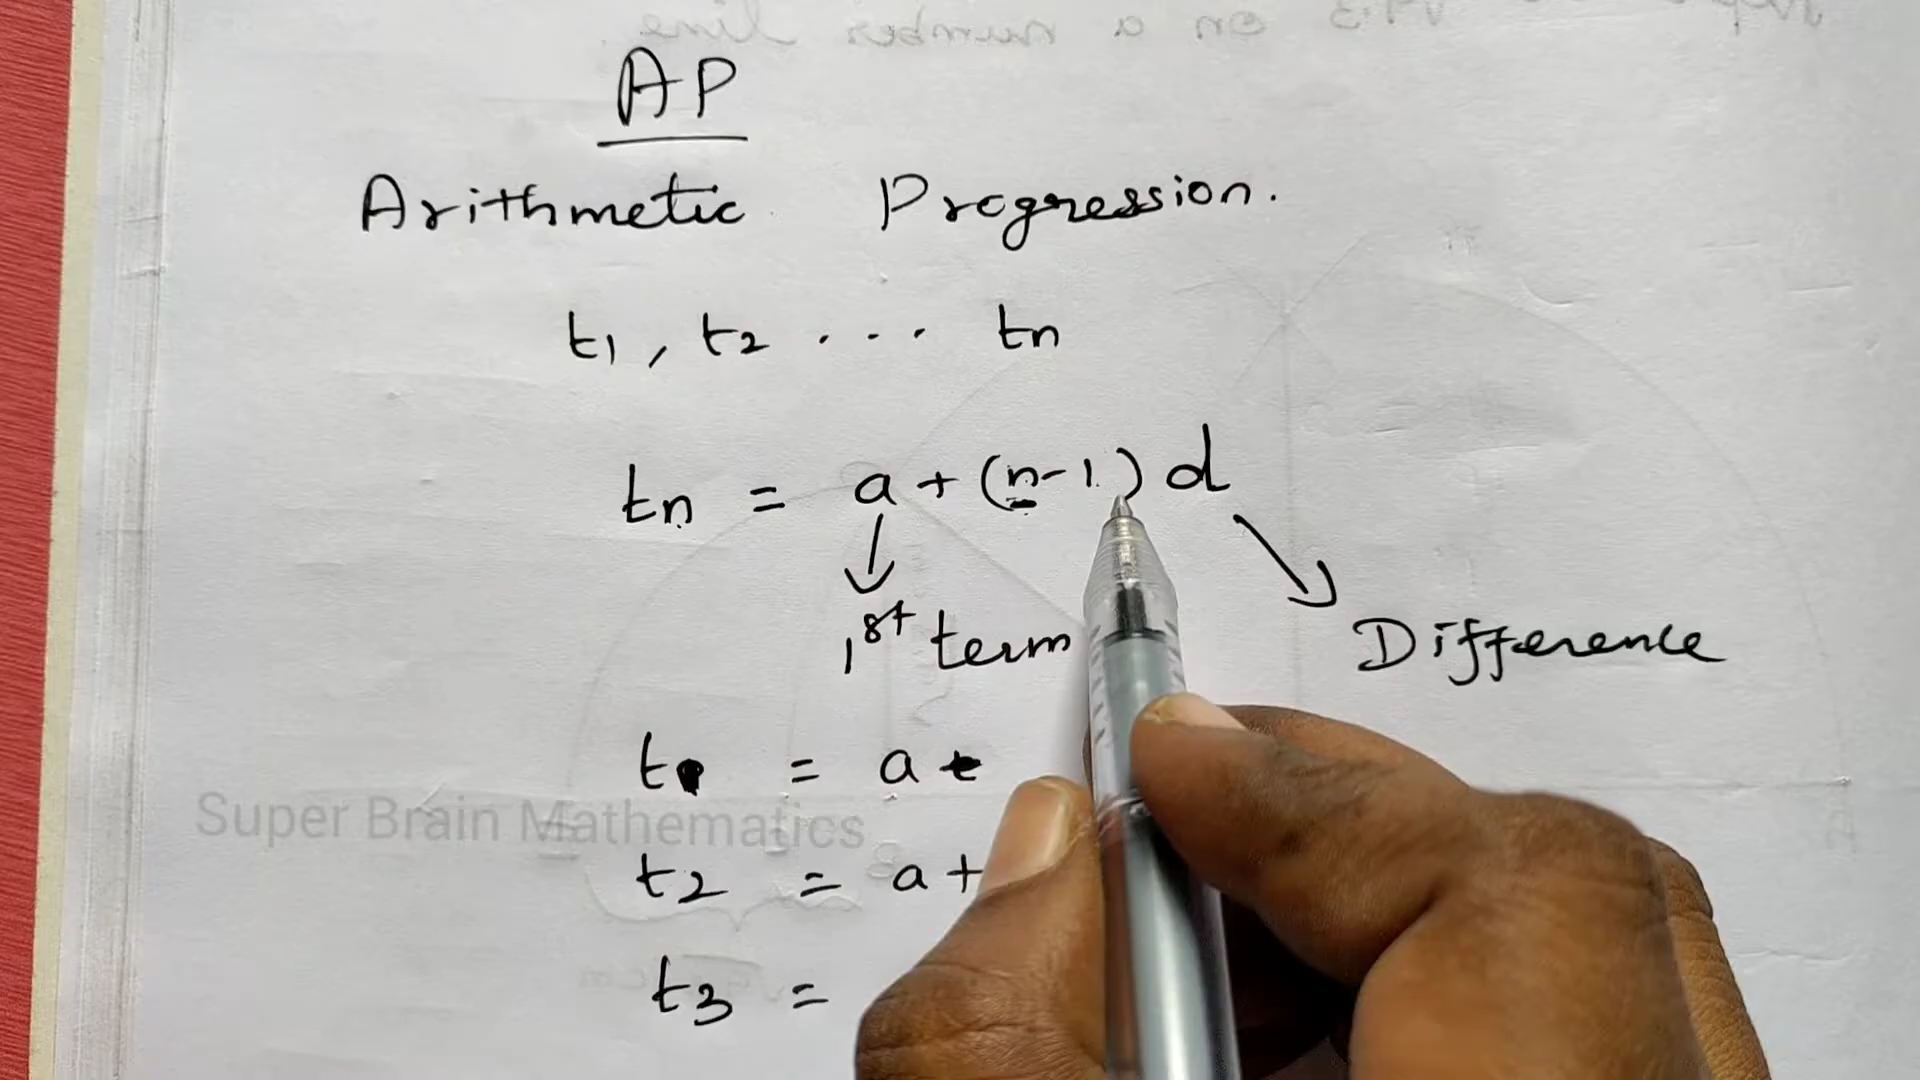 AP
Arithmetic Progression.
t1, t2 . . . tn
tn = a + (n-1) d
1st term
Difference
t = a
Super Brain Mathematics
t2 = a +
t3 =